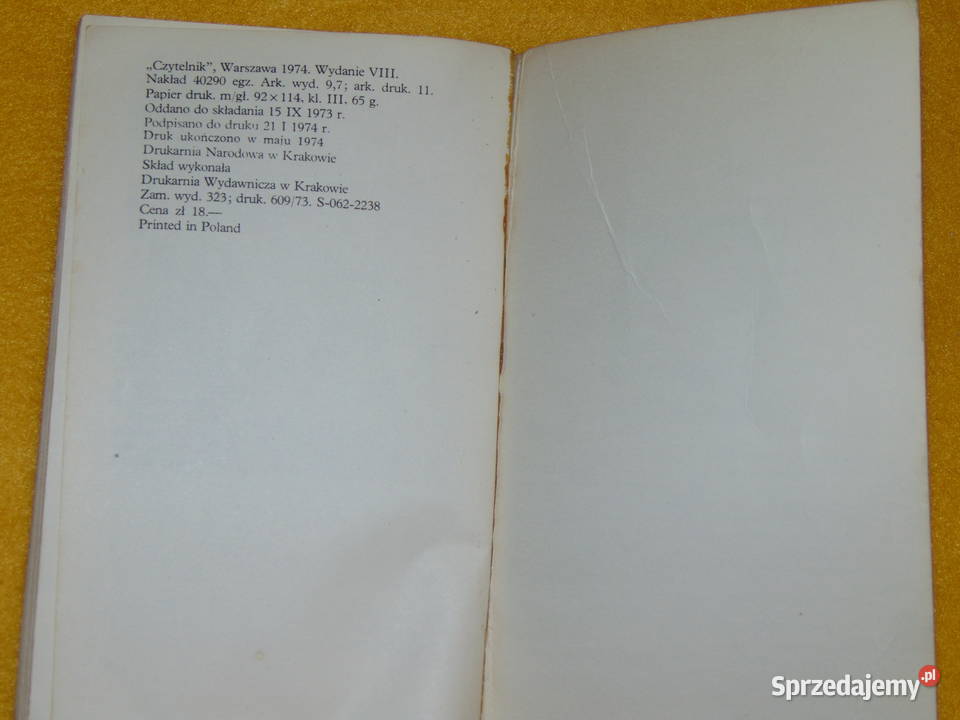 „Czytelnik”, Warszawa 1974. Wydanie VIII.
Nakład 40290 egz. Ark. wyd. 9,7; ark. druk. 11.
Papier druk. m/gł. 92 × 114, kl. III, 65 g.
Oddano do składania 15 IX 1973 r.
Podpisano do druku 21 I 1974 r.
Druk ukończono w maju 1974
Drukarnia Narodowa w Krakowie
Skład wykonała
Drukarnia Wydawnicza w Krakowie
Zam. wyd. 323; druk. 609/73. S-062-2238
Cena zł 18.—
Printed in Poland
Sprzedajemy.pl